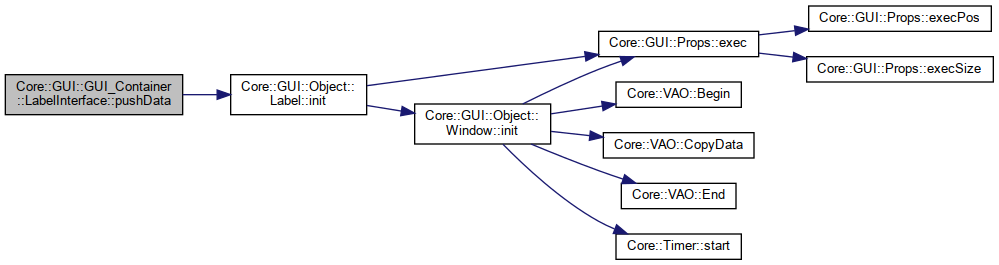 Core::GUI::GUI_Container
::LabelInterface::pushData
Core::GUI::Object::
Label::init
Core::GUI::Object::
Window::init
Core::GUI::Props::exec
Core::VAO::Begin
Core::VAO::CopyData
Core::VAO::End
Core::Timer::start
Core::GUI::Props::execPos
Core::GUI::Props::execSize